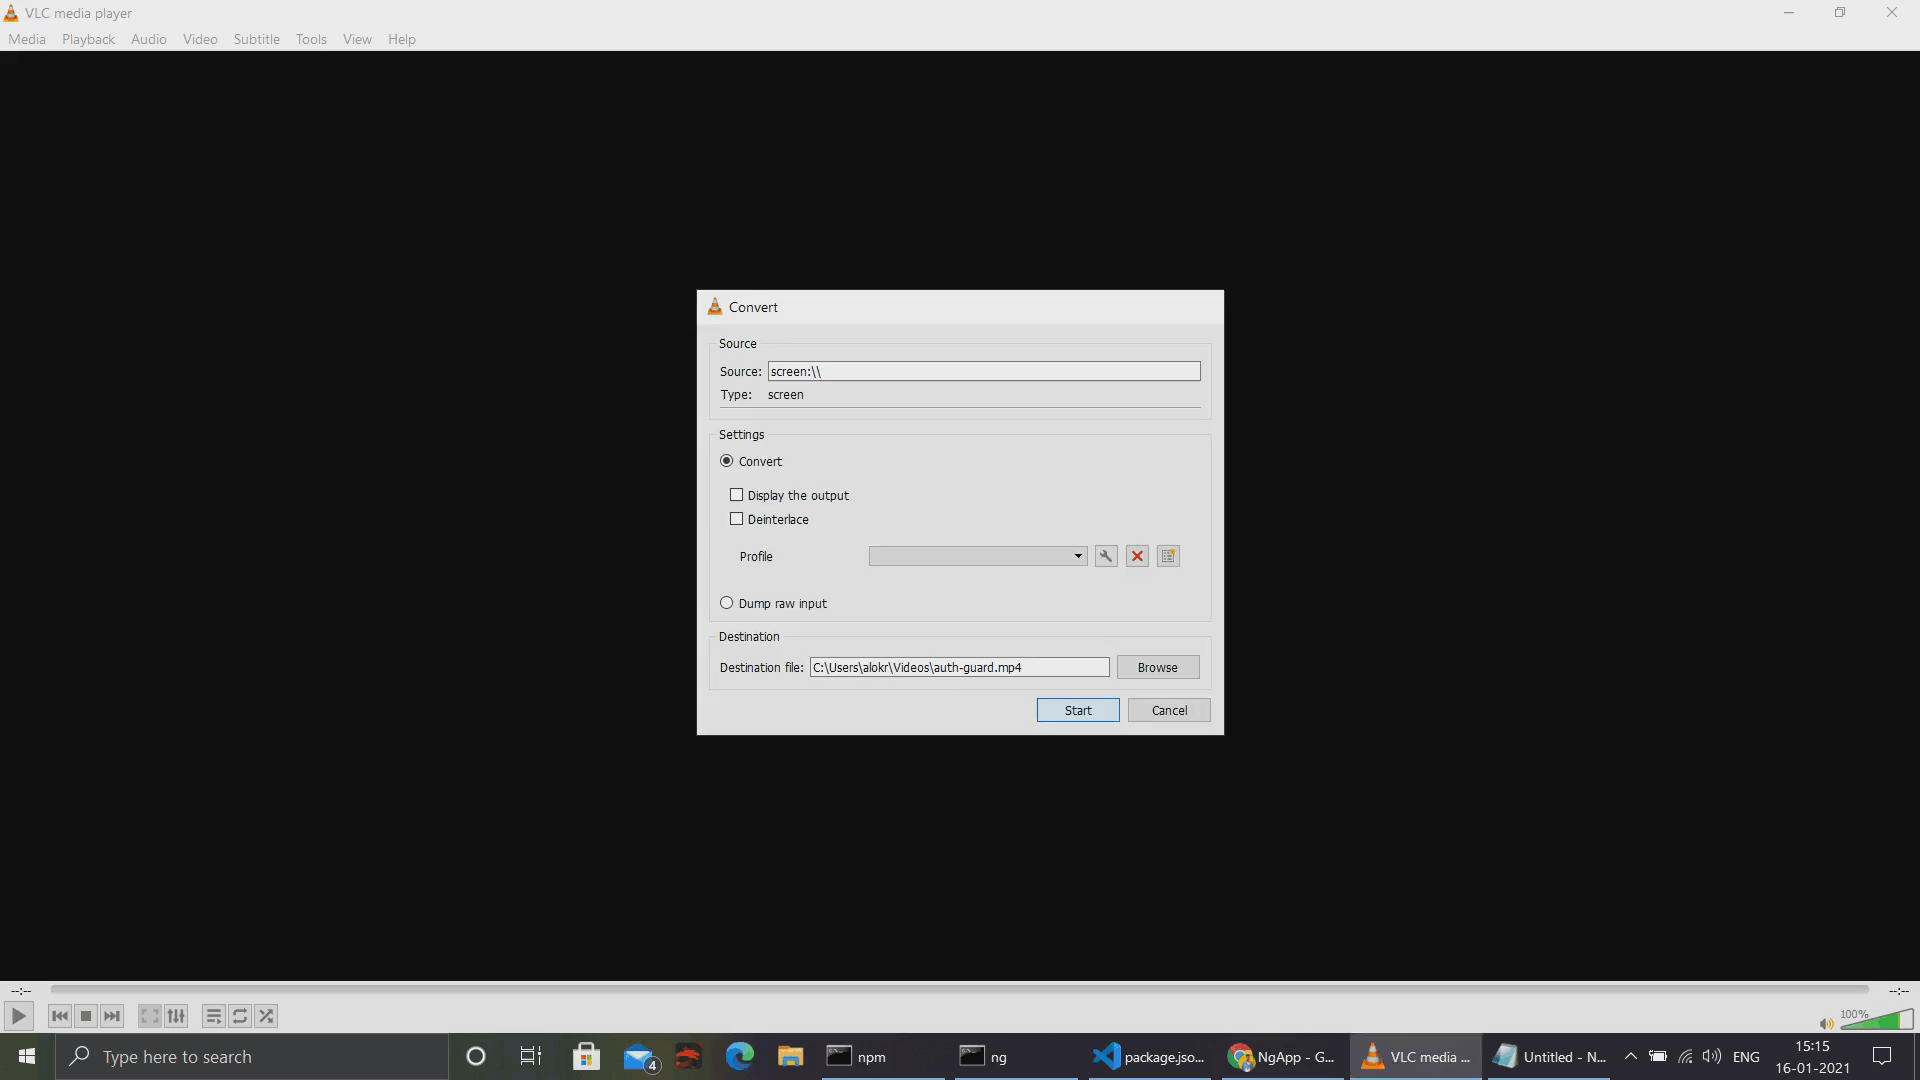 VLC media player
Media Playback Audio Video Subtitle Tools View Help
Convert
Source
Source: screen:\\
Type: screen
Settings
Convert
Display the output
Deinterlace
Profile
Dump raw input
Destination
Destination file: C:\Users\alokr\Videos\auth-guard.mp4 Browse
Start Cancel
--:-- --:--
100%
Type here to search 4 npm ng package.jso... NgApp - G... VLC media ... Untitled - N... ENG 15:15
16-01-2021